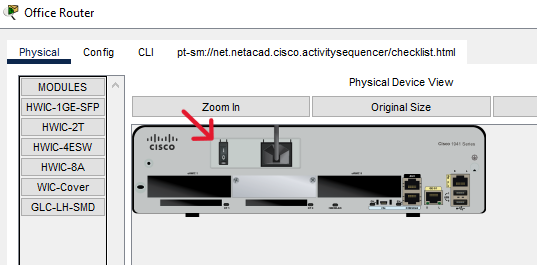 Office Router
Physical
Config
CLI
pt-sm://net.netacad.cisco.activitysequencer/checklist.html
MODULES
HWIC-1GE-SFP
HWIC-2T
HWIC-4ESW
HWIC-8A
WIC-Cover
GLC-LH-SMD
Physical Device View
Zoom In
Original Size
CISCO
Cisco 1941 Series